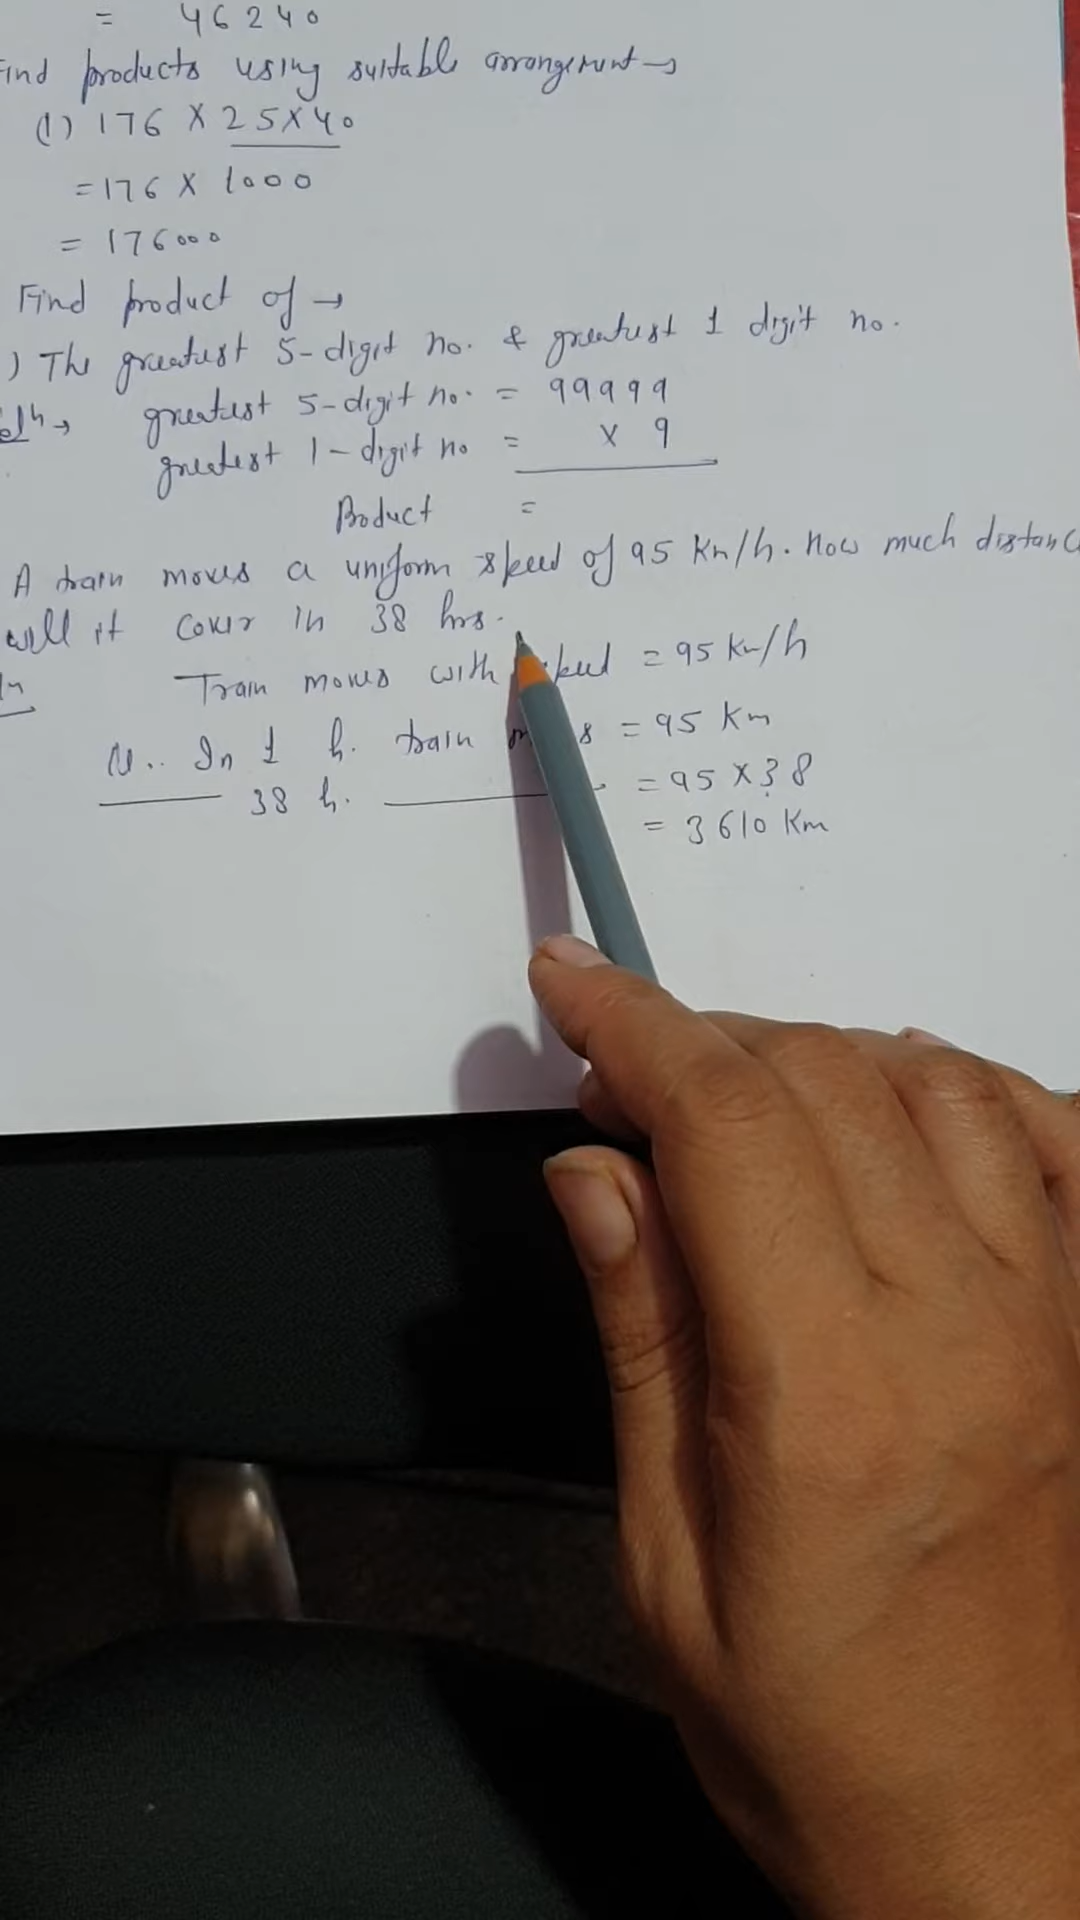 = 46240
Find products using suitable arrangement →
(1) 176 × 25×40
= 176 × 1000
= 176000
Find product of →
) The greatest 5-digit no. & greatest 1 digit no.
greatest 5-digit no. = 99999
greatest 1-digit no = × 9
Product =
A train moves a uniform speed of 95 Km/h. How much distanc
will it cover in 38 hrs.
Train moves with speed = 95 Km/h
In 1 h. train = 95 Km
38 h. = 95 × 38
= 3610 Km